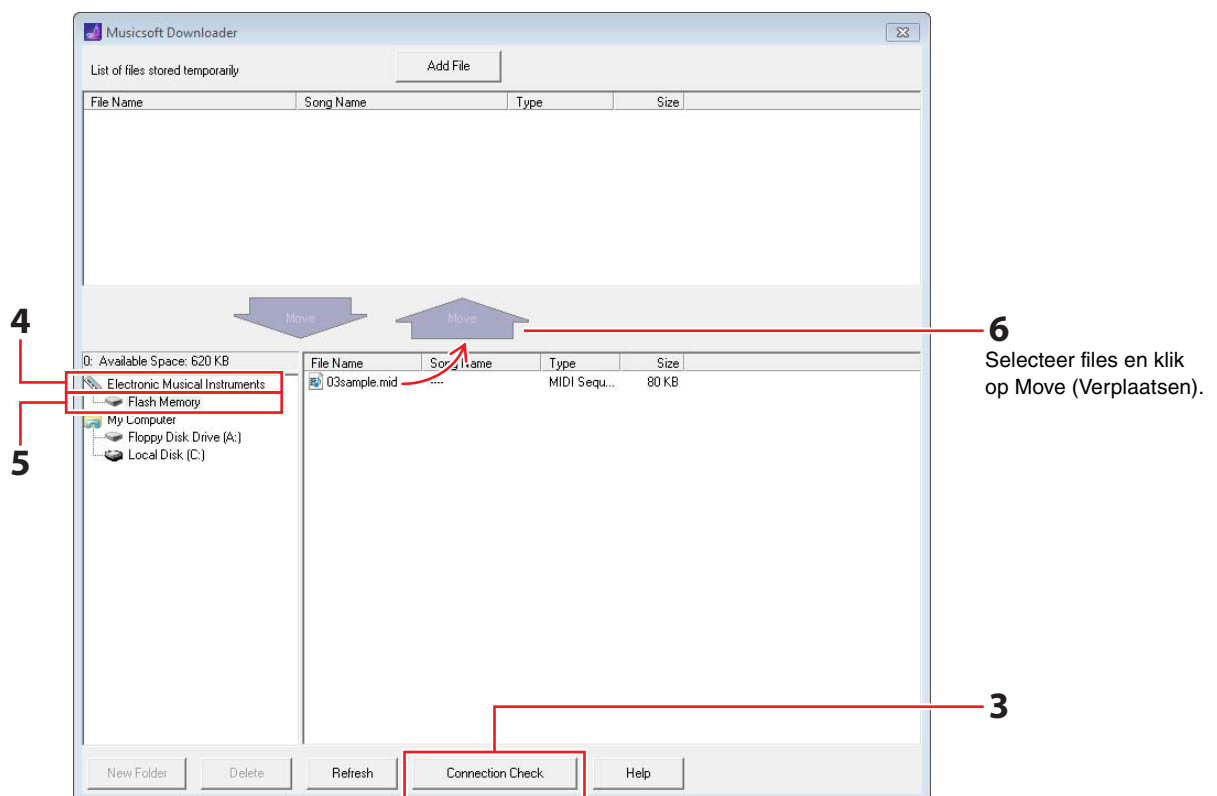 Musicsoft Downloader
List of files stored temporarily
Add File
File Name Song Name Type Size
Move Move
4
6
Selecteer files en klik
op Move (Verplaatsen).
0: Available Space: 620 KB
File Name Song Name Type Size
Electronic Musical Instruments
03sample.mid ---- MIDI Sequ... 80 KB
Flash Memory
My Computer
Floppy Disk Drive (A:)
Local Disk (C:)
5
3
New Folder Delete Refresh Connection Check Help